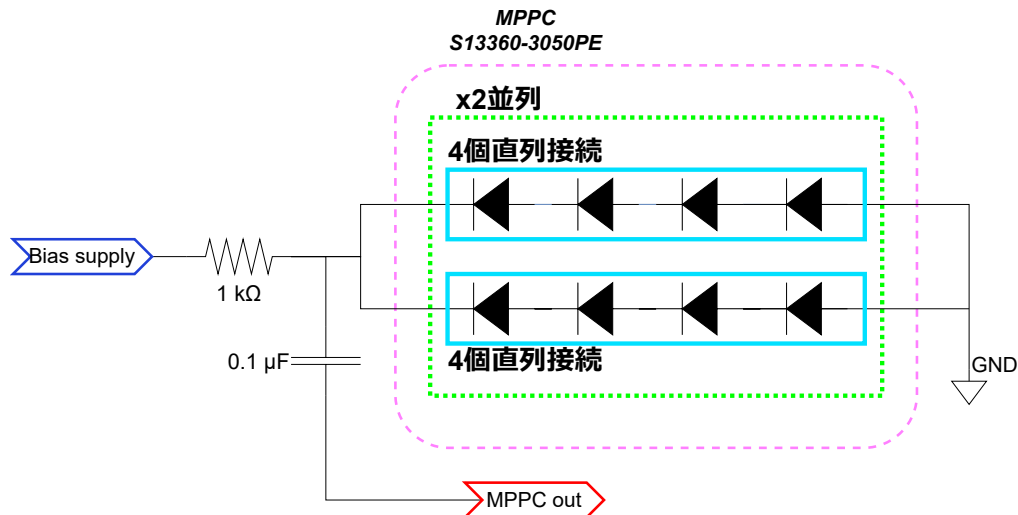 MPPC
S13360-3050PE
x2並列
4個直列接続
Bias supply
1 kΩ
4個直列接続
0.1 μF
GND
MPPC out